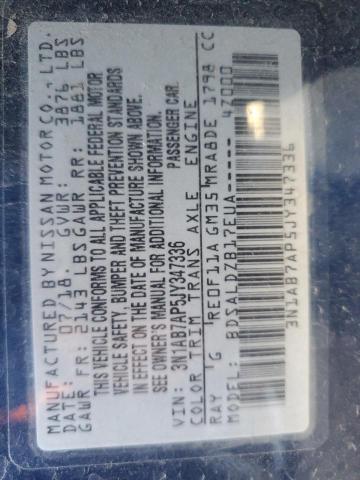 MANUFACTURED BY NISSAN MOTOR CO., LTD.
DATE: 07/18. GVWR: 3876 LBS
GAWR FR: 2143 LBS GAWR RR: 1881 LBS
THIS VEHICLE CONFORMS TO ALL APPLICABLE FEDERAL MOTOR
VEHICLE SAFETY, BUMPER AND THEFT PREVENTION STANDARDS
IN EFFECT ON THE DATE OF MANUFACTURE SHOWN ABOVE.
SEE OWNER'S MANUAL FOR ADDITIONAL INFORMATION.
VIN: 3N1AB7AP5JY347336 PASSENGER CAR.
COLOR TRIM TRANS AXLE ENGINE
RAY G RE0F11A GM35 MRA8DE 1798 CC
BDSALDZB17EUA------ 47000
3N1AB7AP5JY347336